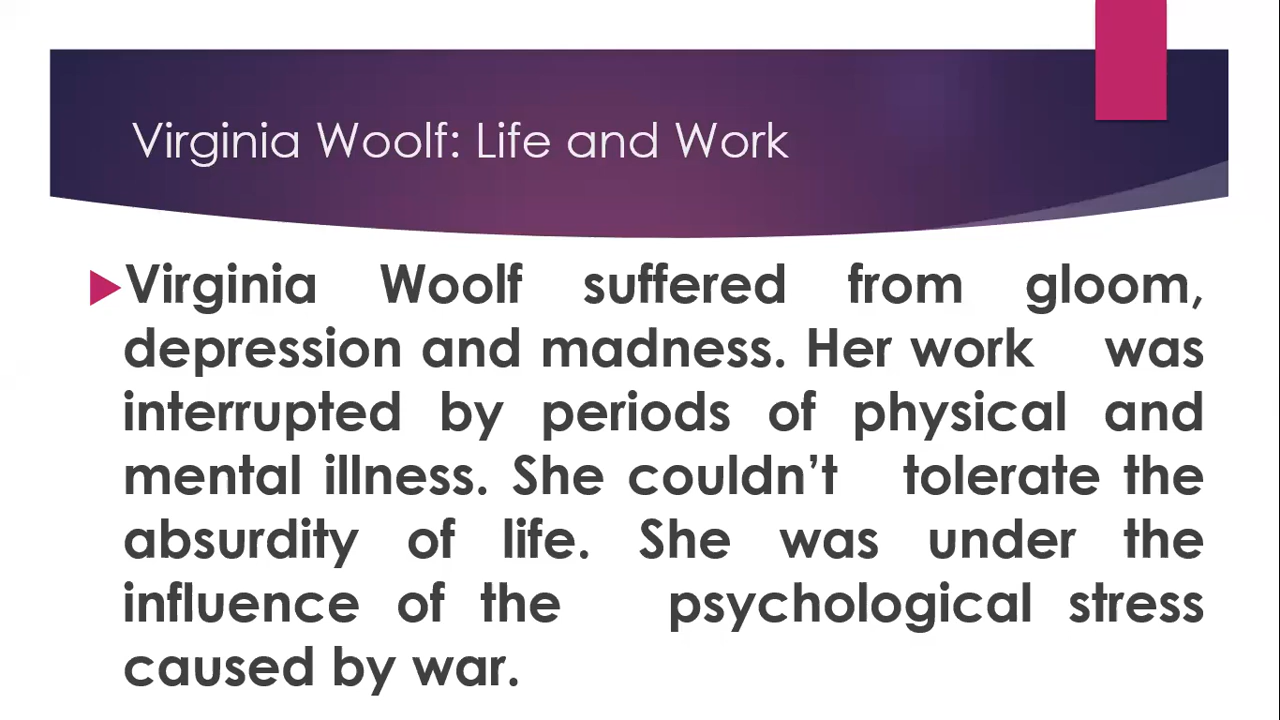 Virginia Woolf: Life and Work
Virginia Woolf suffered from gloom,
depression and madness. Her work was
interrupted by periods of physical and
mental illness. She couldn’t tolerate the
absurdity of life. She was under the
influence of the psychological stress
caused by war.